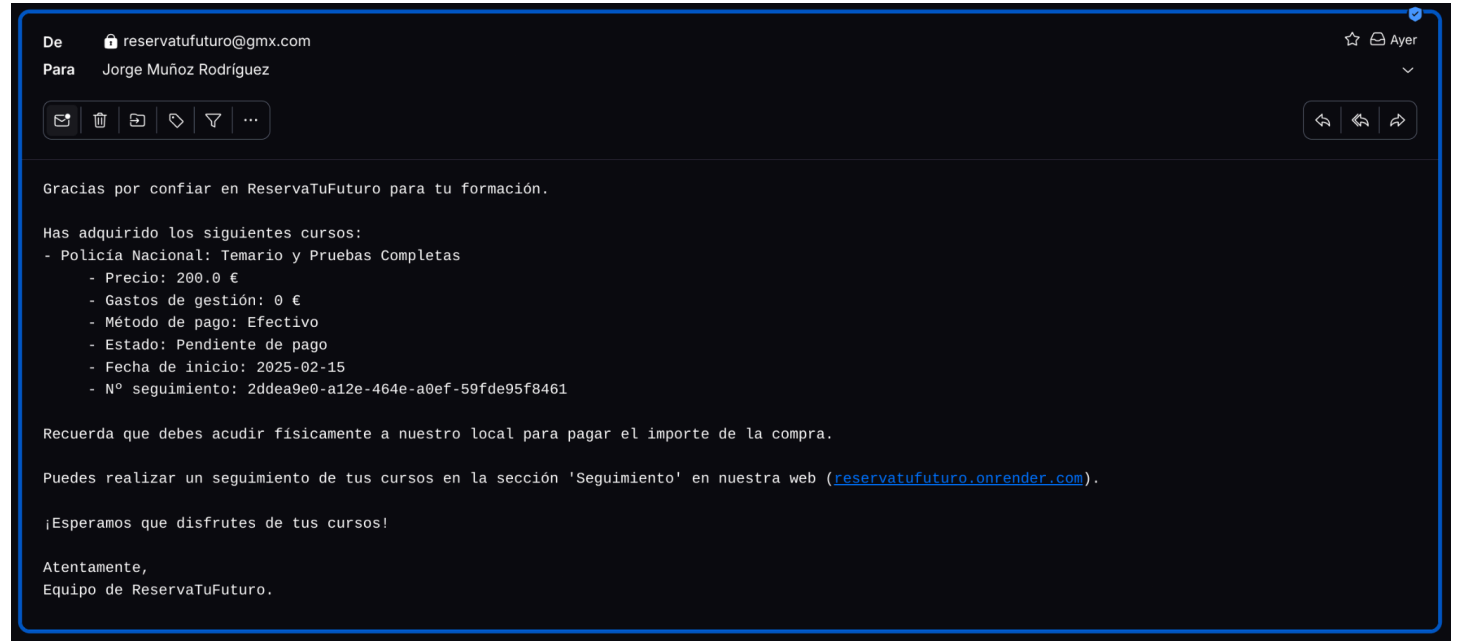 De reservatufuturo@gmx.com
Ayer
Para Jorge Muñoz Rodríguez
Gracias por confiar en ReservaTuFuturo para tu formación.
Has adquirido los siguientes cursos:
- Policía Nacional: Temario y Pruebas Completas
- Precio: 200.0 €
- Gastos de gestión: 0 €
- Método de pago: Efectivo
- Estado: Pendiente de pago
- Fecha de inicio: 2025-02-15
- Nº seguimiento: 2ddea9e0-a12e-464e-a0ef-59fde95f8461
Recuerda que debes acudir físicamente a nuestro local para pagar el importe de la compra.
Puedes realizar un seguimiento de tus cursos en la sección 'Seguimiento' en nuestra web (reservatufuturo.onrender.com).
¡Esperamos que disfrutes de tus cursos!
Atentamente,
Equipo de ReservaTuFuturo.